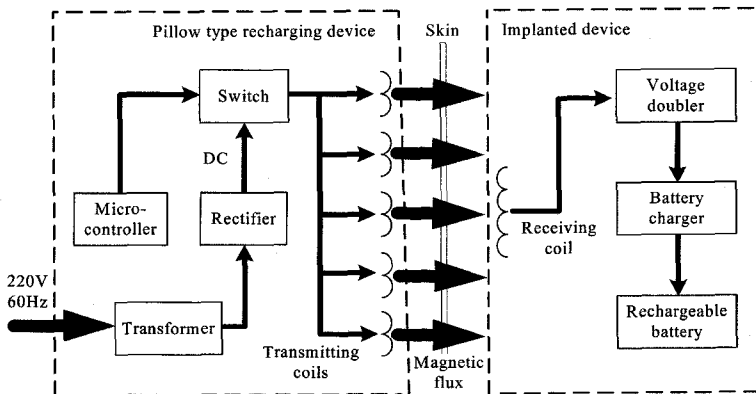 Pillow type recharging device
Skin
Implanted device
Switch
Voltage
doubler
DC
Micro-
controller
Rectifier
Battery
charger
Receiving
coil
220V
60Hz
Transformer
Transmitting
coils
Magnetic
flux
Rechargeable
battery